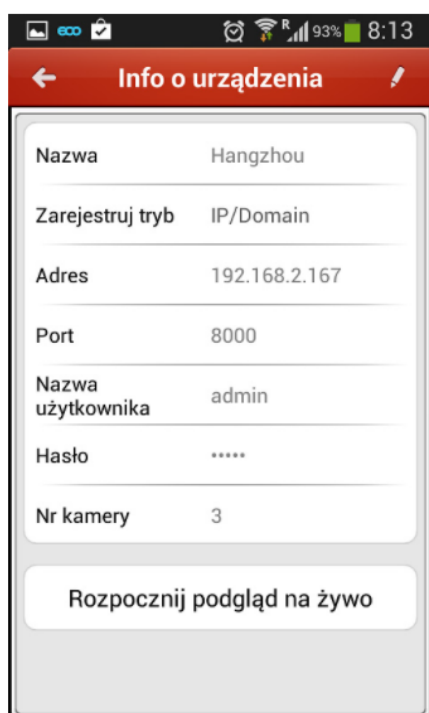 eco R 93% 8:13
Info o urządzenia
Nazwa Hangzhou
Zarejestruj tryb IP/Domain
Adres 192.168.2.167
Port 8000
Nazwa
użytkownika admin
Hasło •••••
Nr kamery 3
Rozpocznij podgląd na żywo